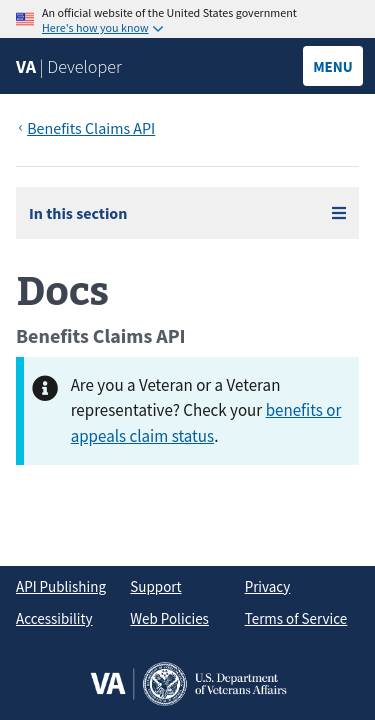 An official website of the United States government
Here's how you know
VA | Developer
MENU
‹ Benefits Claims API
In this section
Docs
Benefits Claims API
Are you a Veteran or a Veteran
representative? Check your benefits or
appeals claim status.
API Publishing Support Privacy
Accessibility Web Policies Terms of Service
VA
U.S. Department
of Veterans Affairs